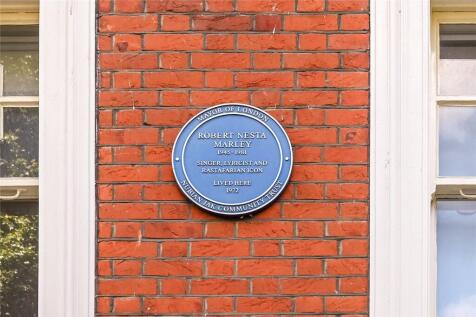 MAYOR OF LONDON
ROBERT NESTA
MARLEY
1945 - 1981
SINGER, LYRICIST AND
RASTAFARIAN ICON
LIVED HERE
1972
NUBIAN JAK COMMUNITY TRUST